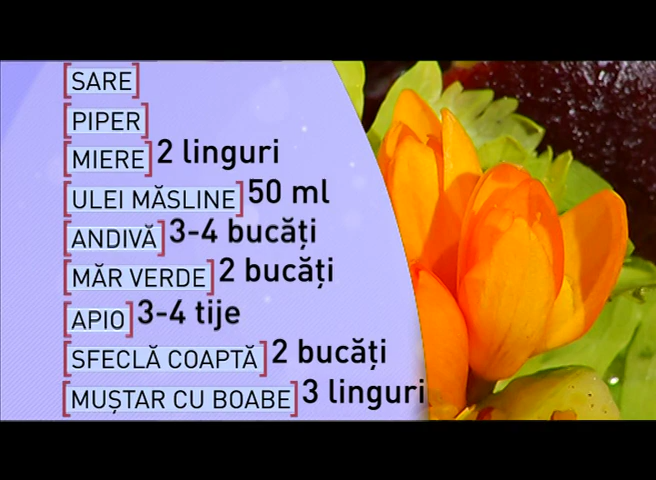 [SARE]
[PIPER]
[MIERE] 2 linguri
[ULEI MĂSLINE] 50 ml
[ANDIVĂ] 3-4 bucăți
[MĂR VERDE] 2 bucăți
[APIO] 3-4 tije
[SFECLĂ COAPTĂ] 2 bucăți
[MUȘTAR CU BOABE] 3 linguri